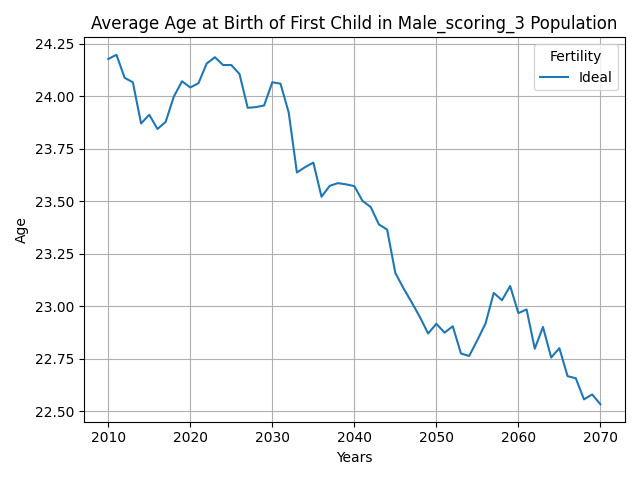 Average Age at Birth of First Child in Male_scoring_3 Population
Fertility
Ideal
24.25
24.00
23.75
23.50
23.25
23.00
22.75
22.50
Age
2010 2020 2030 2040 2050 2060 2070
Years